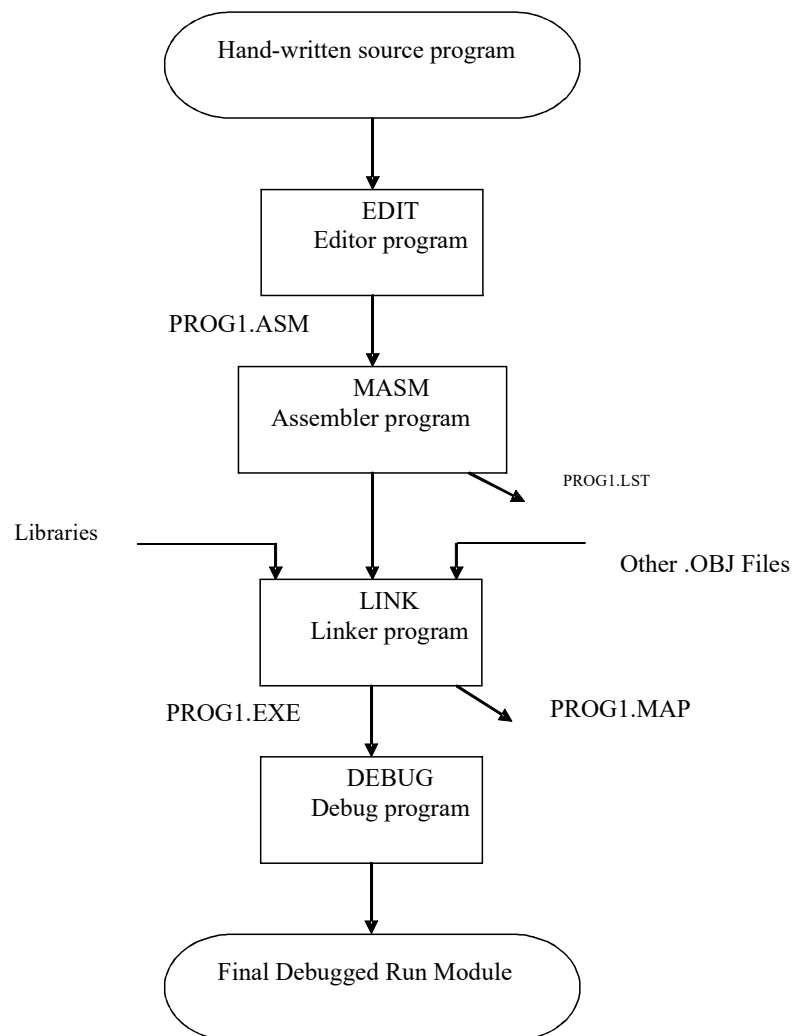 Hand-written source program
EDIT
Editor program
PROG1.ASM
MASM
Assembler program
PROG1.LST
Libraries
Other .OBJ Files
LINK
Linker program
PROG1.EXE
PROG1.MAP
DEBUG
Debug program
Final Debugged Run Module